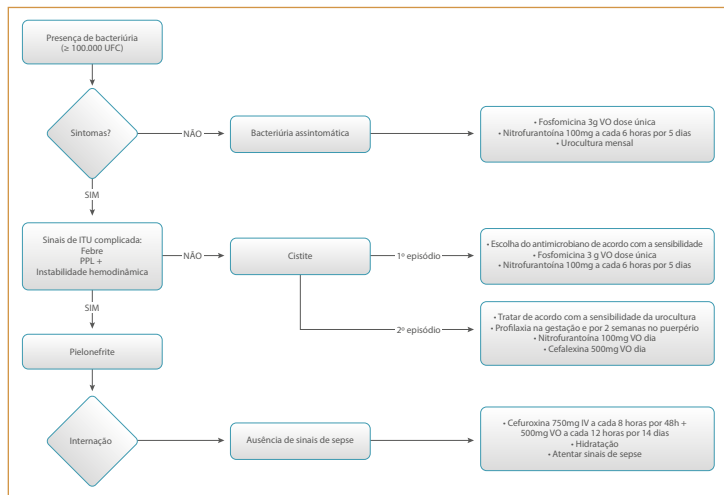 Presença de bacteriúria
(≥ 100.000 UFC)
Sintomas?
NÃO
Bacteriúria assintomática
• Fosfomicina 3g VO dose única
• Nitrofurantoína 100mg a cada 6 horas por 5 dias
• Urocultura mensal
SIM
Sinais de ITU complicada:
Febre
PPL +
Instabilidade hemodinâmica
NÃO
Cistite
1º episódio
• Escolha do antimicrobiano de acordo com a sensibilidade
• Fosfomicina 3 g VO dose única
• Nitrofurantoína 100mg a cada 6 horas por 5 dias
2º episódio
• Tratar de acordo com a sensibilidade da urocultura
• Profilaxia na gestação e por 2 semanas no puerpério
• Nitrofurantoína 100mg VO dia
• Cefalexina 500mg VO dia
SIM
Pielonefrite
Internação
Ausência de sinais de sepse
• Cefuroxina 750mg IV a cada 8 horas por 48h +
500mg VO a cada 12 horas por 14 dias
• Hidratação
• Atentar sinais de sepse